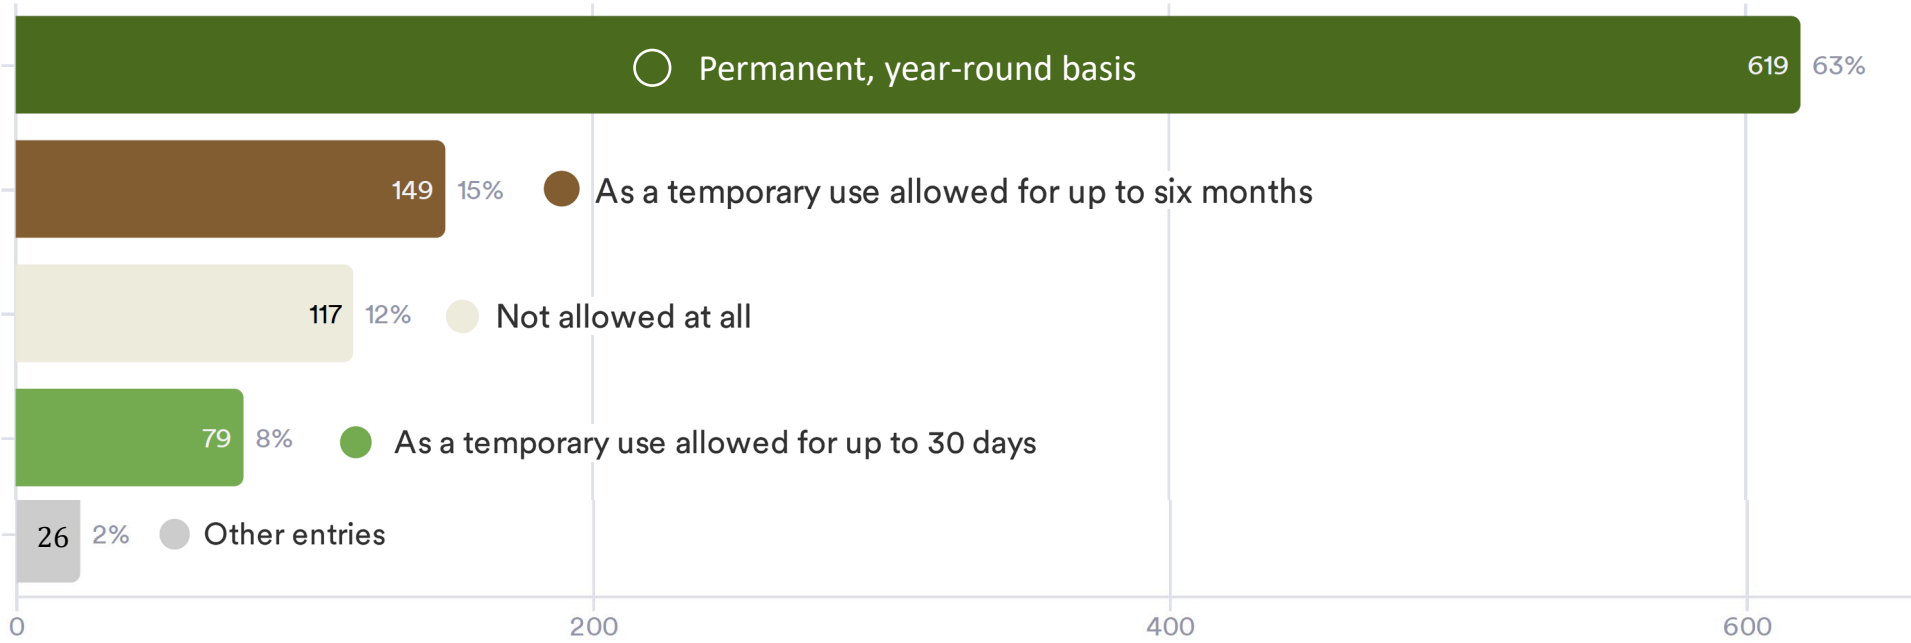 Permanent, year-round basis 619 63%
149 15% As a temporary use allowed for up to six months
117 12% Not allowed at all
79 8% As a temporary use allowed for up to 30 days
26 2% Other entries
0 200 400 600